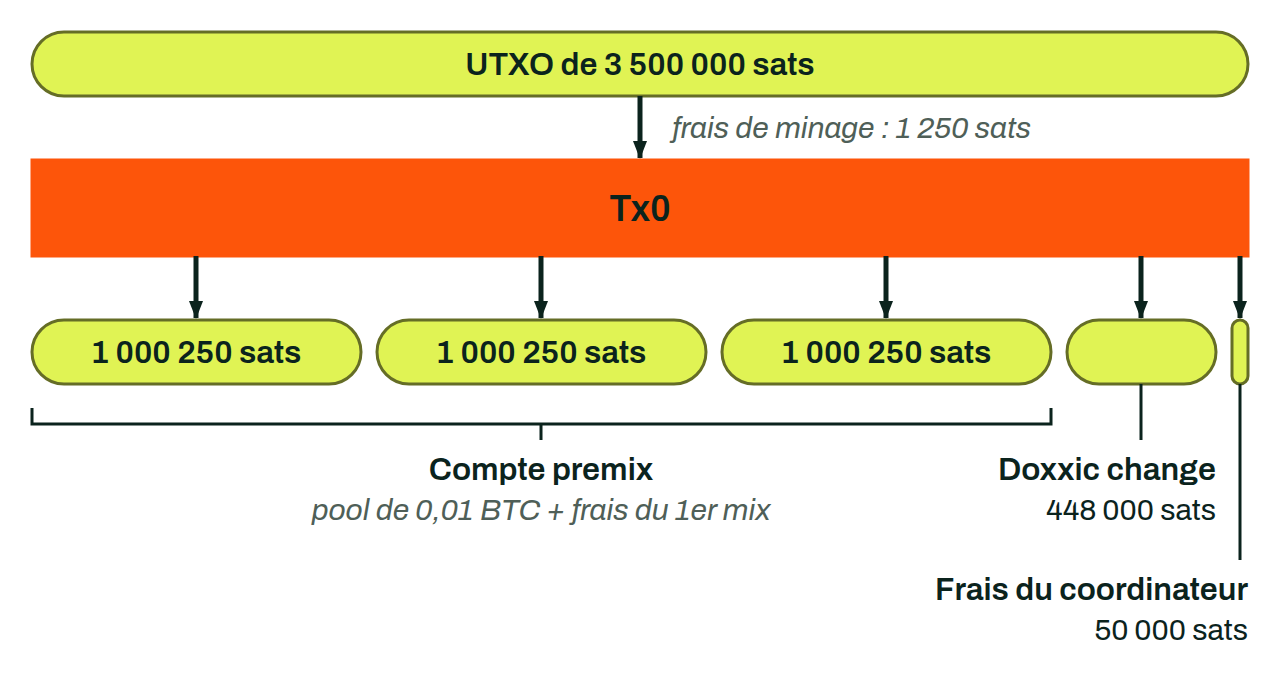 UTXO de 3 500 000 sats
frais de minage : 1 250 sats
Tx0
1 000 250 sats
1 000 250 sats
1 000 250 sats
Compte premix
pool de 0,01 BTC + frais du 1er mix
Doxxic change
448 000 sats
Frais du coordinateur
50 000 sats